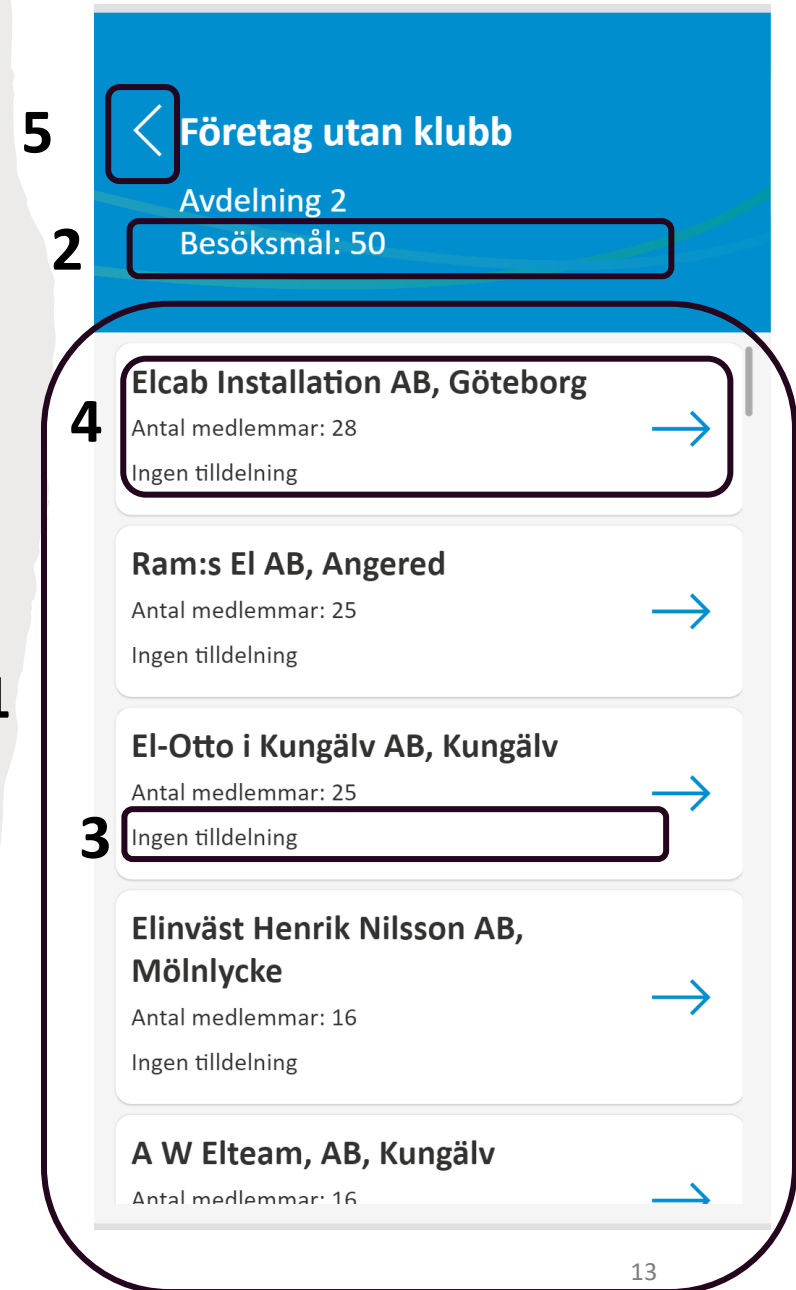 5
Företag utan klubb
Avdelning 2
2
Besöksmål: 50
Elcab Installation AB, Göteborg
4
Antal medlemmar: 28
Ingen tilldelning
Ram:s El AB, Angered
Antal medlemmar: 25
Ingen tilldelning
1
El-Otto i Kungälv AB, Kungälv
Antal medlemmar: 25
3
Ingen tilldelning
Elinväst Henrik Nilsson AB,
Mölnlycke
Antal medlemmar: 16
Ingen tilldelning
A W Elteam, AB, Kungälv
Antal medlemmar: 16
13